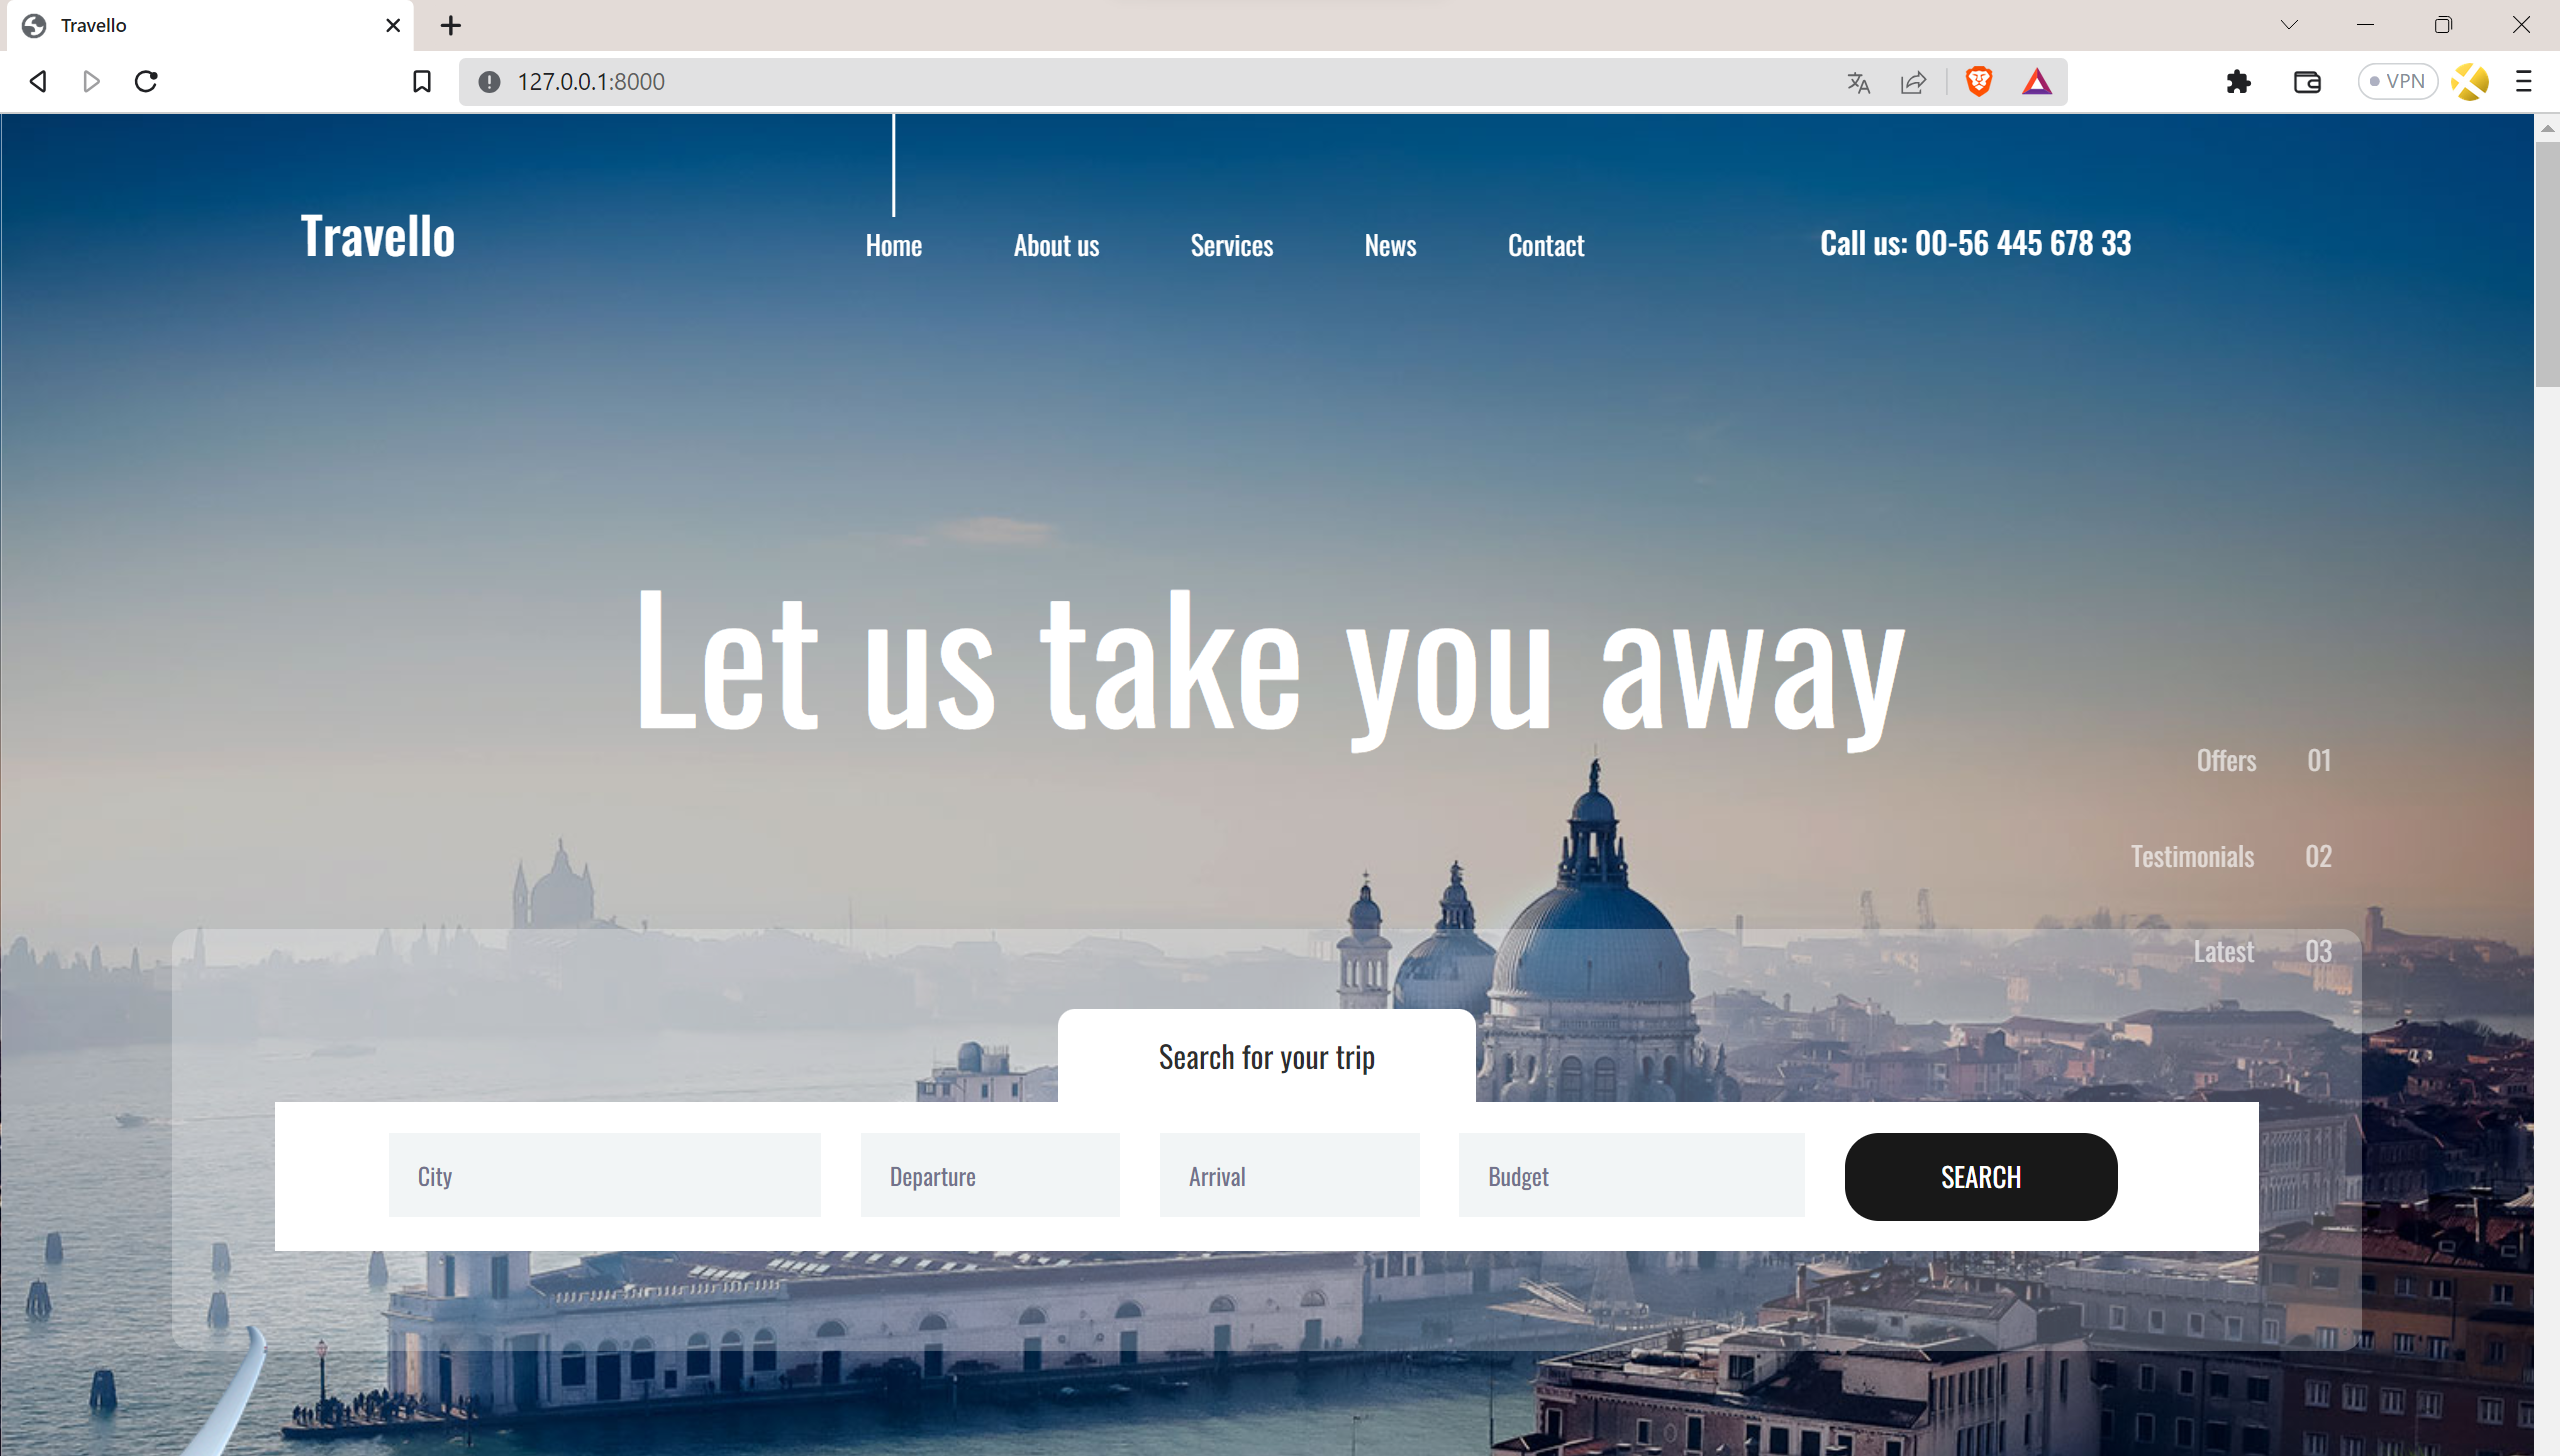 Travello
127.0.0.1:8000
VPN
Travello
Home About us Services News Contact
Call us: 00-56 445 678 33
Let us take you away
Offers 01
Testimonials 02
Latest 03
Search for your trip
City Departure Arrival Budget SEARCH